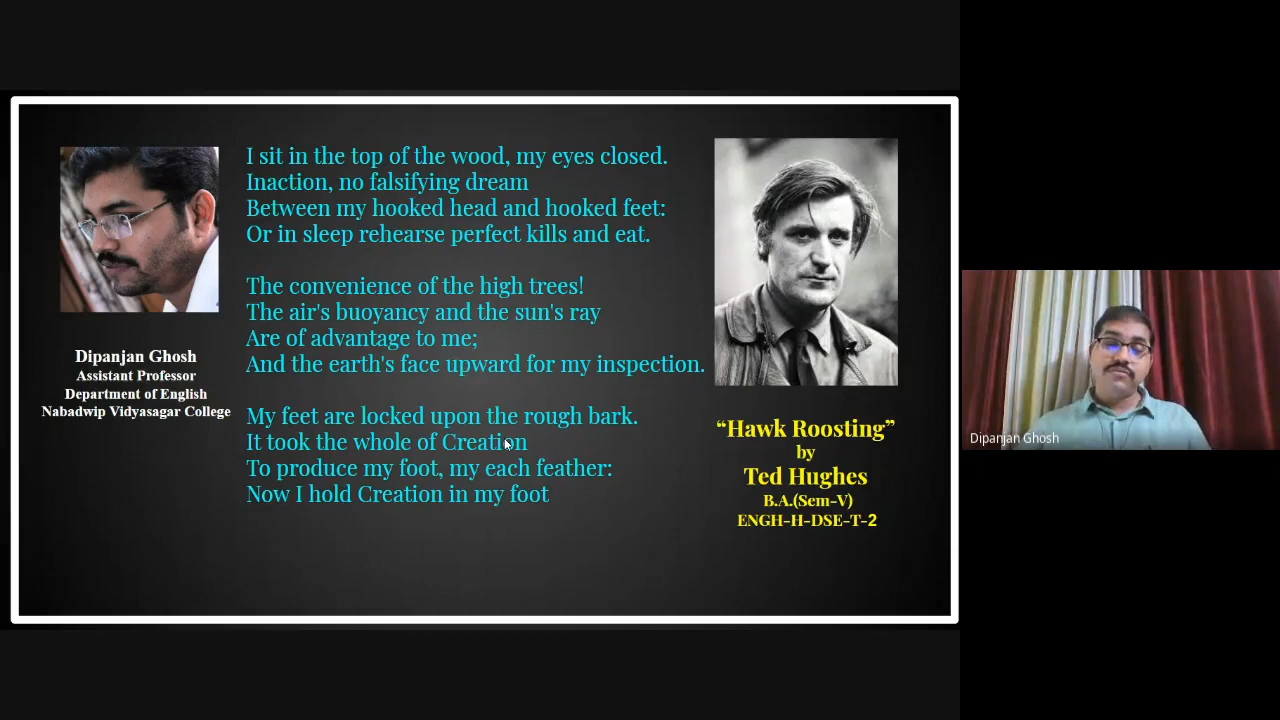 I sit in the top of the wood, my eyes closed.
Inaction, no falsifying dream
Between my hooked head and hooked feet:
Or in sleep rehearse perfect kills and eat.
The convenience of the high trees!
The air's buoyancy and the sun's ray
Are of advantage to me;
And the earth's face upward for my inspection.
My feet are locked upon the rough bark.
It took the whole of Creation
To produce my foot, my each feather:
Now I hold Creation in my foot
Dipanjan Ghosh
Assistant Professor
Department of English
Nabadwip Vidyasagar College
“Hawk Roosting”
by
Ted Hughes
B.A.(Sem-V)
ENGH-H-DSE-T-2
Dipanjan Ghosh